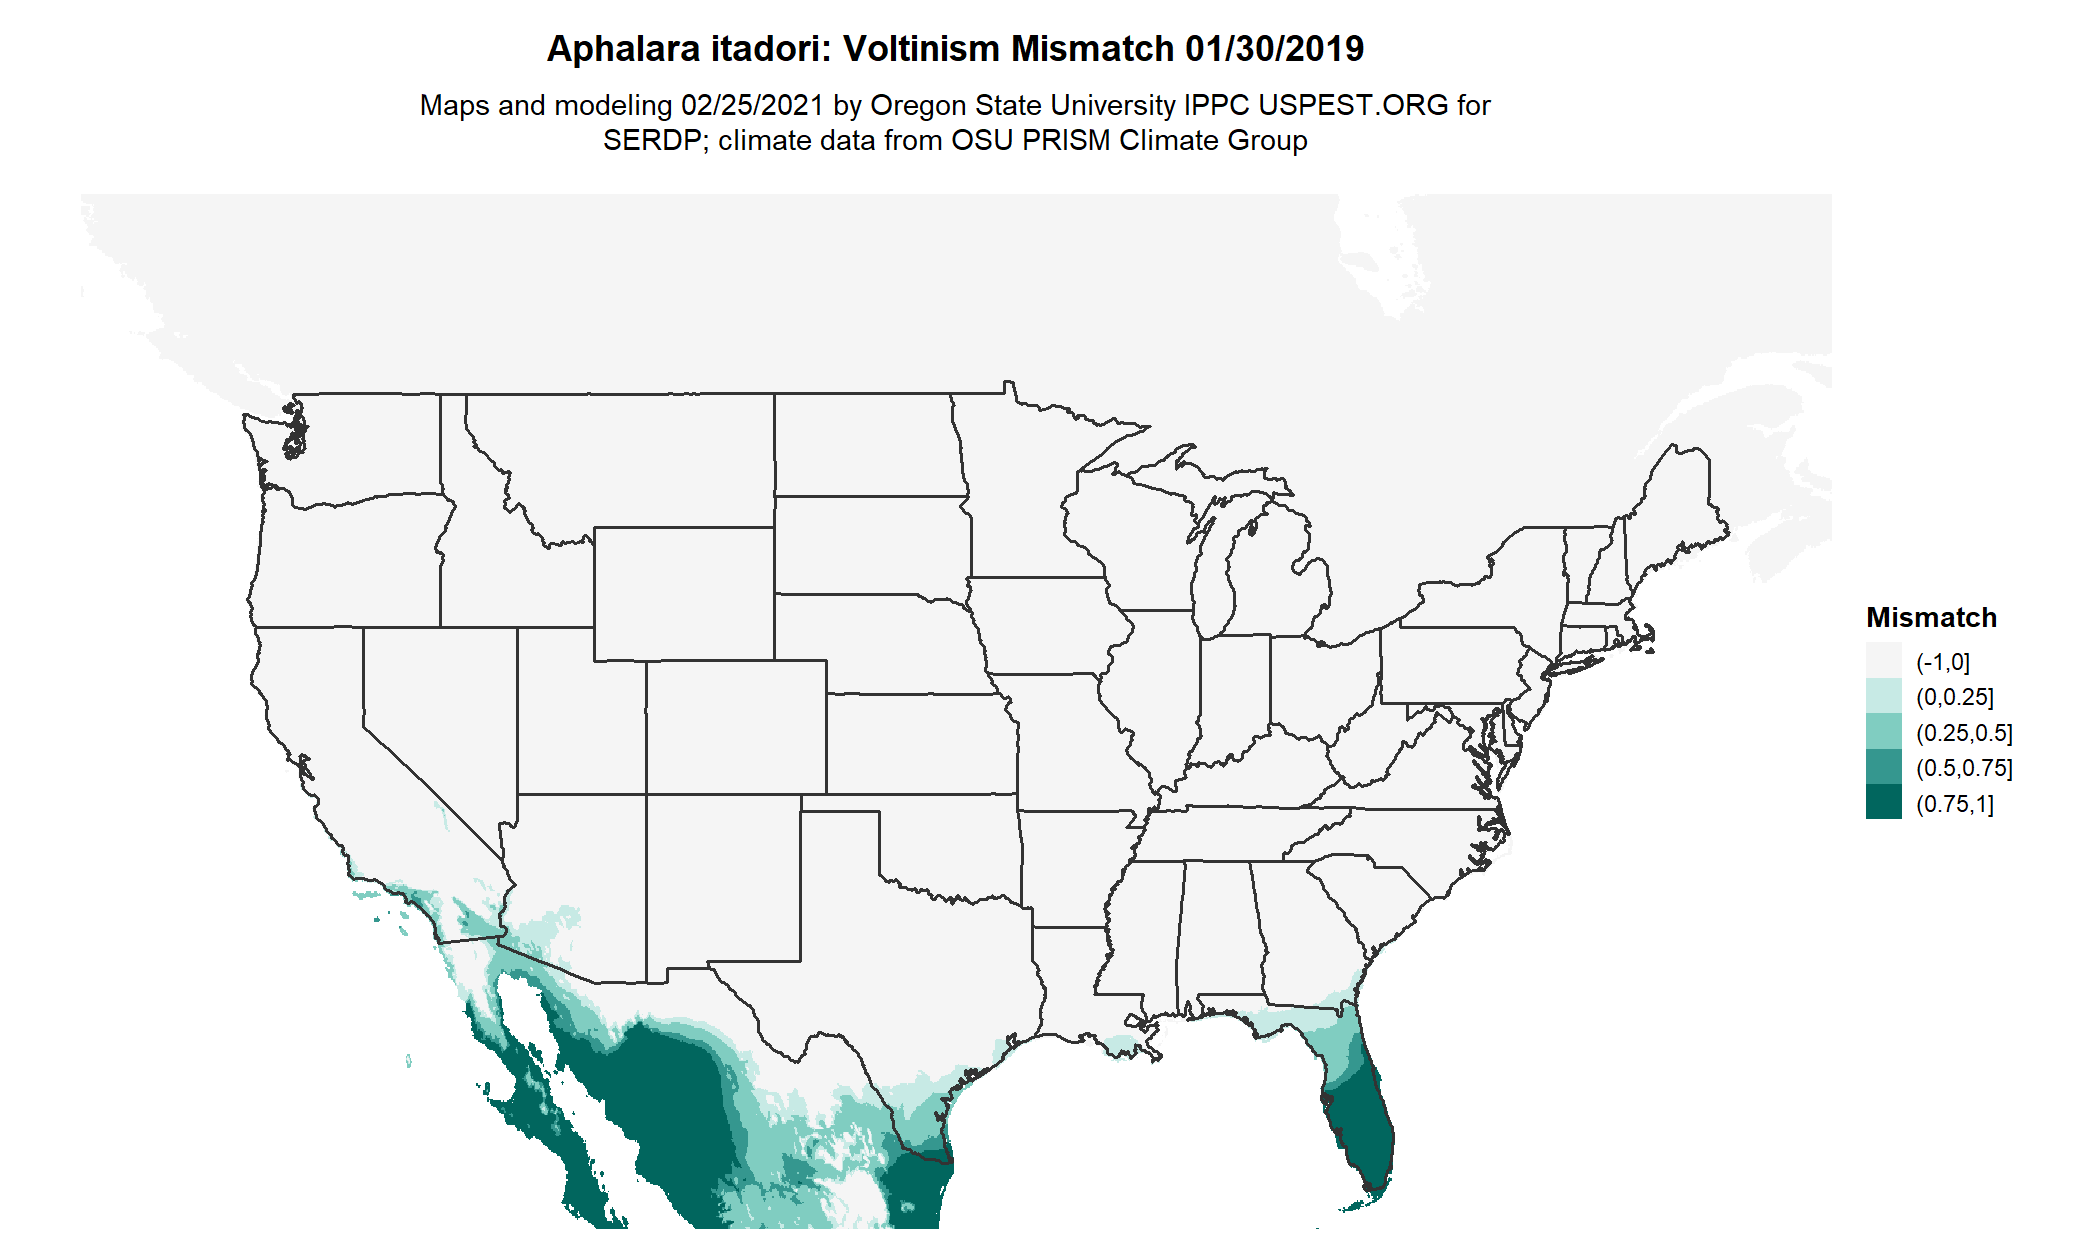 Aphalara itadori: Voltinism Mismatch 01/30/2019
Maps and modeling 02/25/2021 by Oregon State University IPPC USPEST.ORG for
SERDP; climate data from OSU PRISM Climate Group
Mismatch
(-1,0]
(0,0.25]
(0.25,0.5]
(0.5,0.75]
(0.75,1]